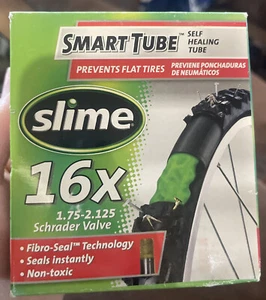 SMART TUBE™ SELF
HEALING
TUBE
PREVENTS FLAT TIRES
PREVIENE PONCHADURAS
DE NEUMÁTICOS
slime
16x
1.75-2.125
Schrader Valve
• Fibro-Seal™ Technology
• Seals instantly
• Non-toxic